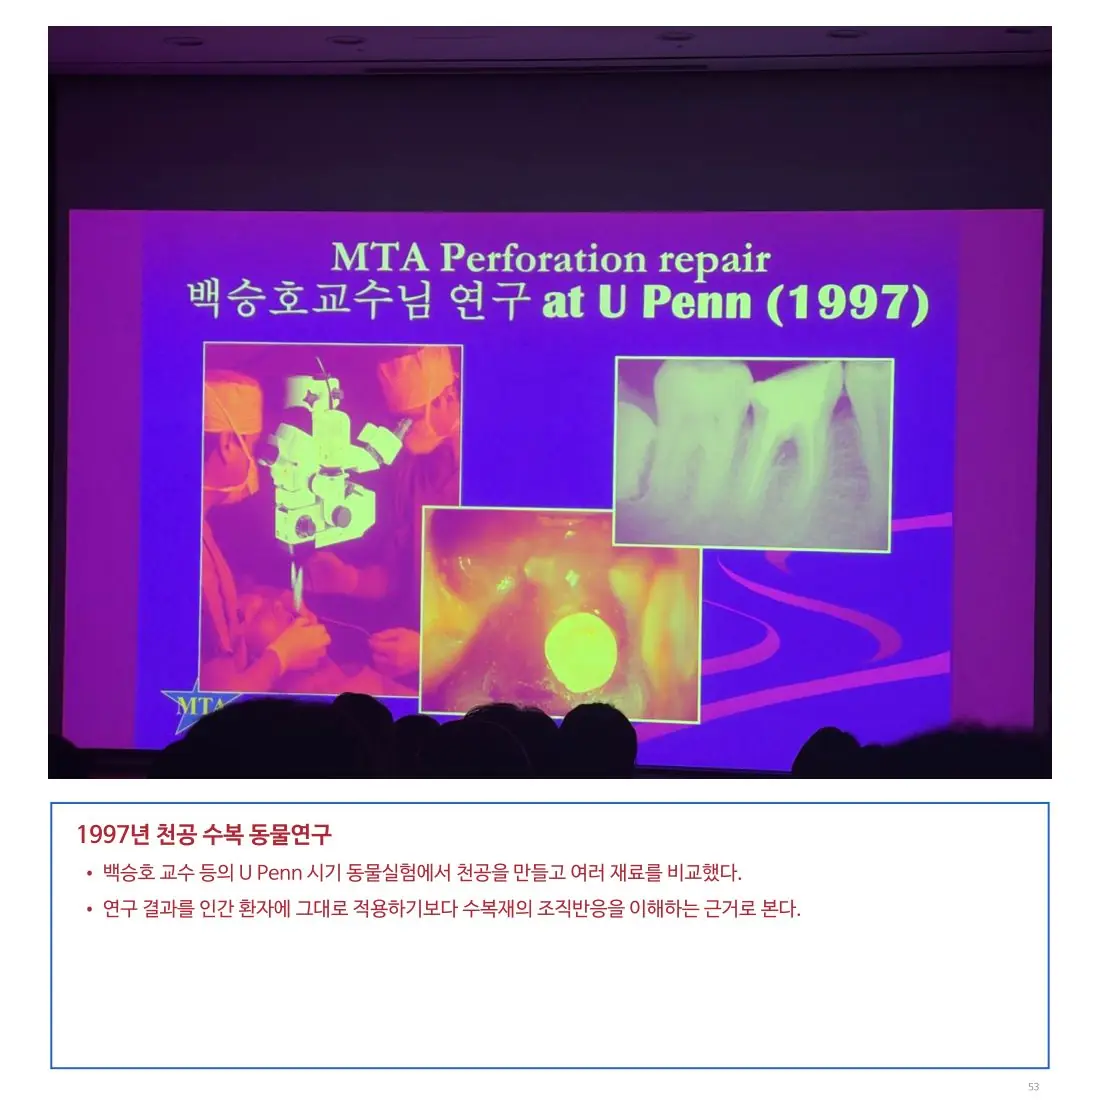 MTA Perforation repair
백승호교수님 연구 at U Penn (1997)
MTA
1997년 천공 수복 동물연구
• 백승호 교수 등의 U Penn 시기 동물실험에서 천공을 만들고 여러 재료를 비교했다.
• 연구 결과를 인간 환자에 그대로 적용하기보다 수복재의 조직반응을 이해하는 근거로 본다.
53